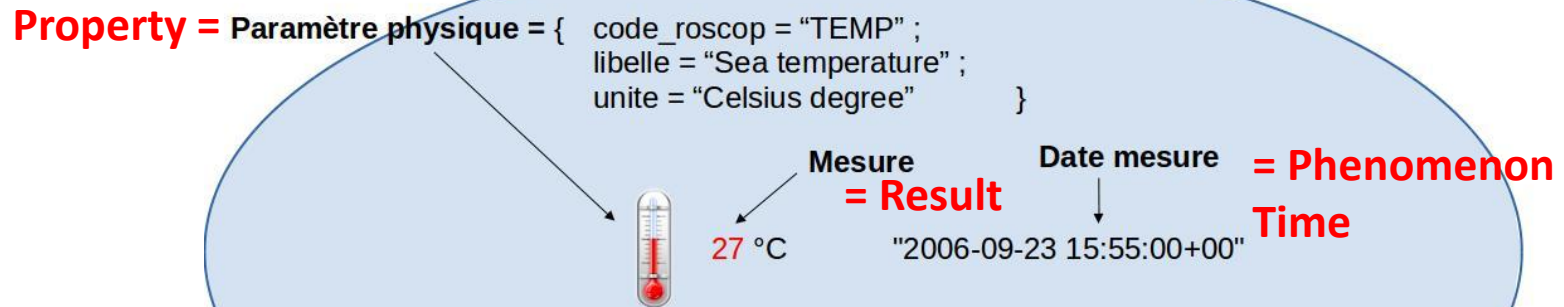 Property = Paramètre physique = { code_roscop = “TEMP” ;
libelle = “Sea temperature” ;
unite = “Celsius degree” }
Mesure
= Result
Date mesure
= Phenomenon
Time
27 °C
"2006-09-23 15:55:00+00"